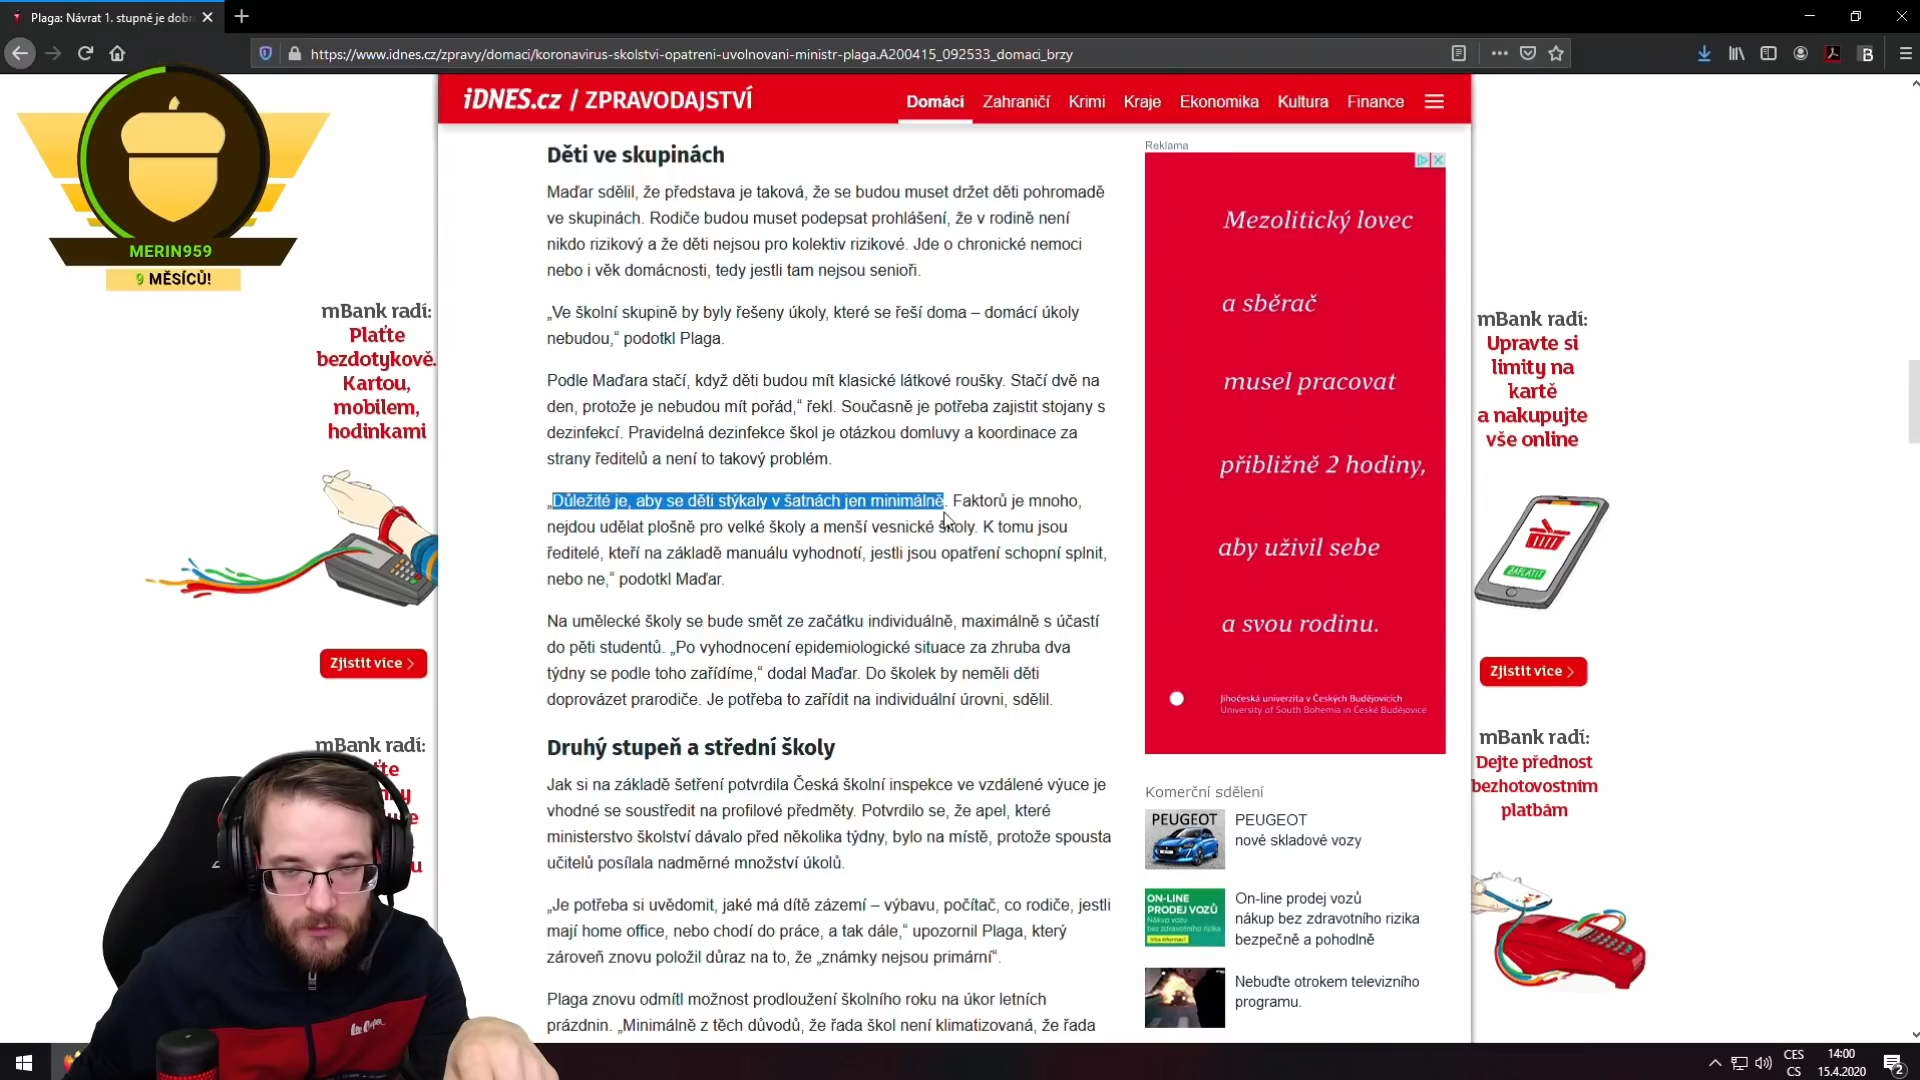 Plaga: Návrat 1. stupně je dobr
https://www.idnes.cz/zpravy/domaci/koronavirus-skolstvi-opatreni-uvolnovani-ministr-plaga.A200415_092533_domaci_brzy
iDNES.cz / ZPRAVODAJSTVÍ
Domácí Zahraničí Krimi Kraje Ekonomika Kultura Finance
MERIN959
9 MĚSÍCŮ!
mBank radí:
Plaťte
bezdotykově.
Kartou,
mobilem,
hodinkami
Zjistit více >
mBank radí:
Děti ve skupinách
Maďar sdělil, že představa je taková, že se budou muset držet děti pohromadě
ve skupinách. Rodiče budou muset podepsat prohlášení, že v rodině není
nikdo rizikový a že děti nejsou pro kolektiv rizikové. Jde o chronické nemoci
nebo i věk domácnosti, tedy jestli tam nejsou senioři.
„Ve školní skupině by byly řešeny úkoly, které se řeší doma – domácí úkoly
nebudou,“ podotkl Plaga.
Podle Maďara stačí, když děti budou mít klasické látkové roušky. Stačí dvě na
den, protože je nebudou mít pořád,“ řekl. Současně je potřeba zajistit stojany s
dezinfekcí. Pravidelná dezinfekce škol je otázkou domluvy a koordinace za
strany ředitelů a není to takový problém.
„Důležité je, aby se děti stýkaly v šatnách jen minimálně. Faktorů je mnoho,
nejdou udělat plošně pro velké školy a menší vesnické školy. K tomu jsou
ředitelé, kteří na základě manuálu vyhodnotí, jestli jsou opatření schopní splnit,
nebo ne,“ podotkl Maďar.
Na umělecké školy se bude smět ze začátku individuálně, maximálně s účastí
do pěti studentů. „Po vyhodnocení epidemiologické situace za zhruba dva
týdny se podle toho zařídíme,“ dodal Maďar. Do školek by neměli děti
doprovázet prarodiče. Je potřeba to zařídit na individuální úrovni, sdělil.
Druhý stupeň a střední školy
Jak si na základě šetření potvrdila Česká školní inspekce ve vzdálené výuce je
vhodné se soustředit na profilové předměty. Potvrdilo se, že apel, které
ministerstvo školství dávalo před několika týdny, bylo na místě, protože spousta
učitelů posílala nadměrné množství úkolů.
„Je potřeba si uvědomit, jaké má dítě zázemí – výbavu, počítač, co rodiče, jestli
mají home office, nebo chodí do práce, a tak dále,“ upozornil Plaga, který
zároveň znovu položil důraz na to, že „známky nejsou primární“.
Plaga znovu odmítl možnost prodloužení školního roku na úkor letních
prázdnin. „Minimálně z těch důvodů, že řada škol není klimatizovaná, že řada
Reklama
Mezolitický lovec
a sběrač
musel pracovat
přibližně 2 hodiny,
aby uživil sebe
a svou rodinu.
Jihočeská univerzita v Českých Budějovicích
University of South Bohemia in České Budějovice
Komerční sdělení
PEUGEOT
PEUGEOT
nové skladové vozy
ON-LINE
PRODEJ VOZŮ
Nákup vozu
bez zdravotního rizika
Více informací
On-line prodej vozů
nákup bez zdravotního rizika
bezpečně a pohodlně
Nebuďte otrokem televizního
programu.
mBank radí:
Upravte si
limity na
kartě
a nakupujte
vše online
ZAPLATIT
Zjistit více >
mBank radí:
Dejte přednost
bezhotovostním
platbám
Lee Cooper
CES
CS
14:00
15.4.2020
2